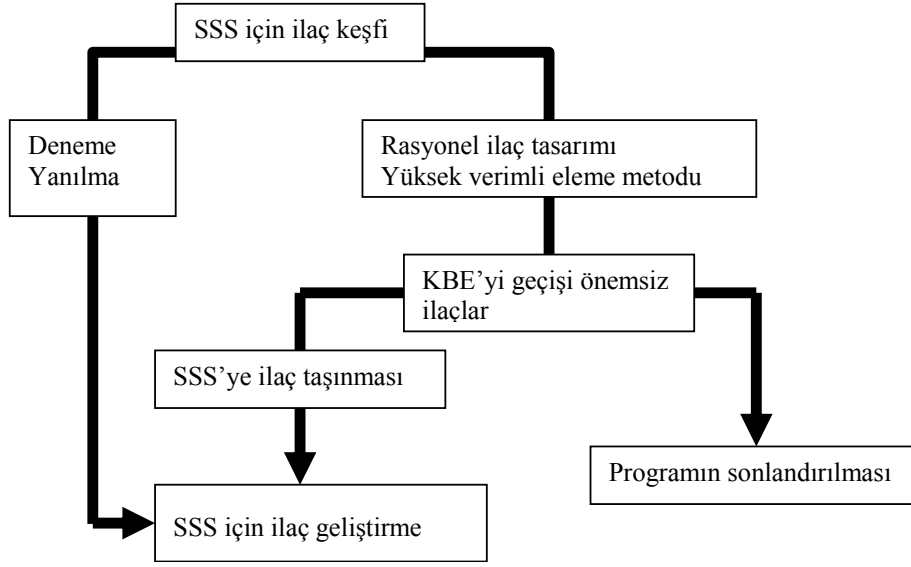 SSS için ilaç keşfi
Deneme
Yanılma
Rasyonel ilaç tasarımı
Yüksek verimli eleme metodu
KBE’yi geçişi önemsiz
ilaçlar
SSS’ye ilaç taşınması
Programın sonlandırılması
SSS için ilaç geliştirme